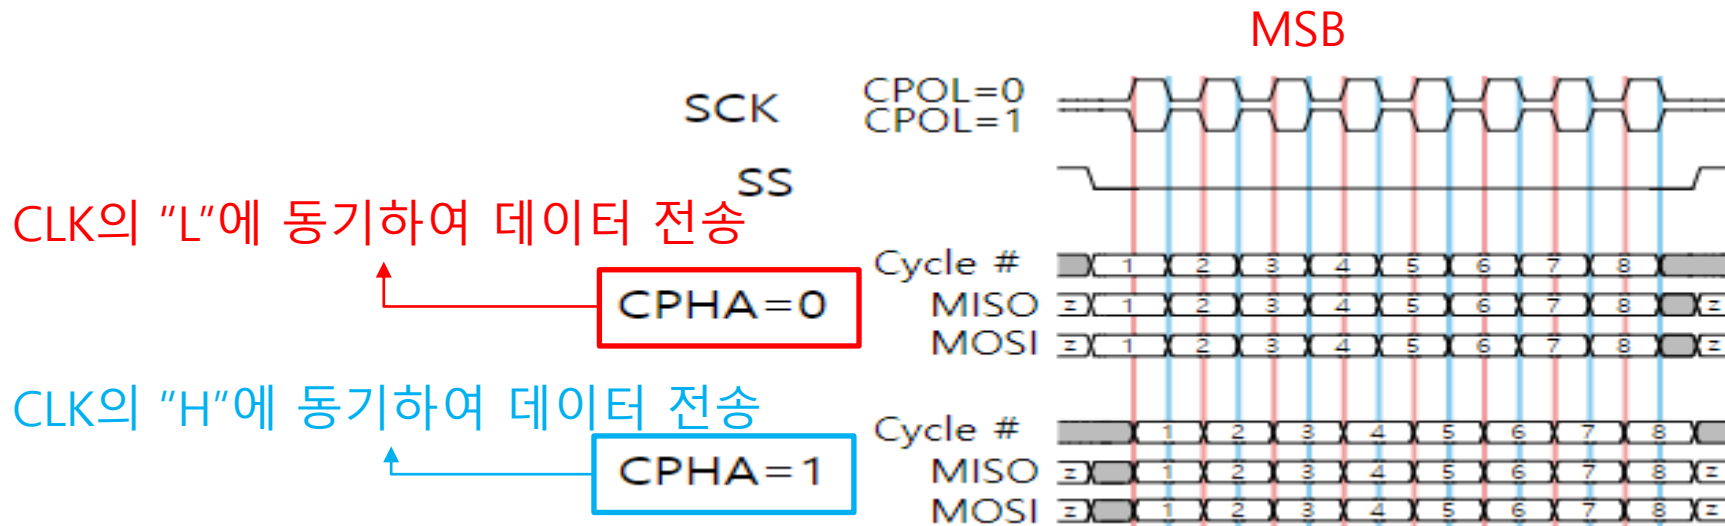 MSB
SCK
CPOL=0
CPOL=1
SS
CLK의 "L"에 동기하여 데이터 전송
CPHA=0
Cycle # 1 2 3 4 5 6 7 8
MISO z 1 2 3 4 5 6 7 8 z
MOSI z 1 2 3 4 5 6 7 8 z
CLK의 "H"에 동기하여 데이터 전송
CPHA=1
Cycle # 1 2 3 4 5 6 7 8
MISO z 1 2 3 4 5 6 7 8 z
MOSI z 1 2 3 4 5 6 7 8 z